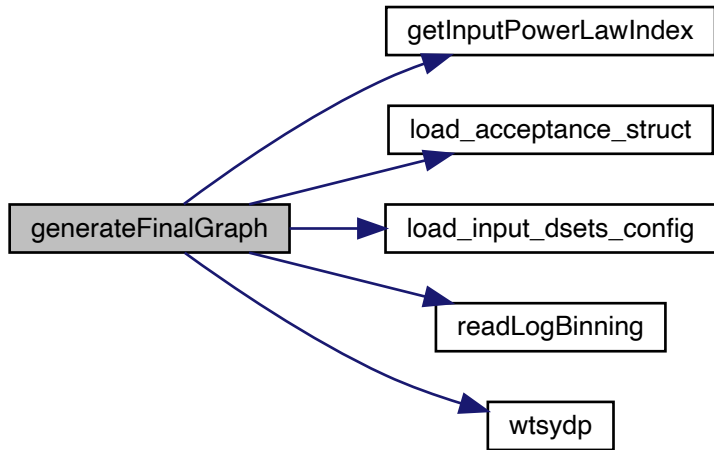 getInputPowerLawIndex
load_acceptance_struct
generateFinalGraph
load_input_dsets_config
readLogBinning
wtsydp